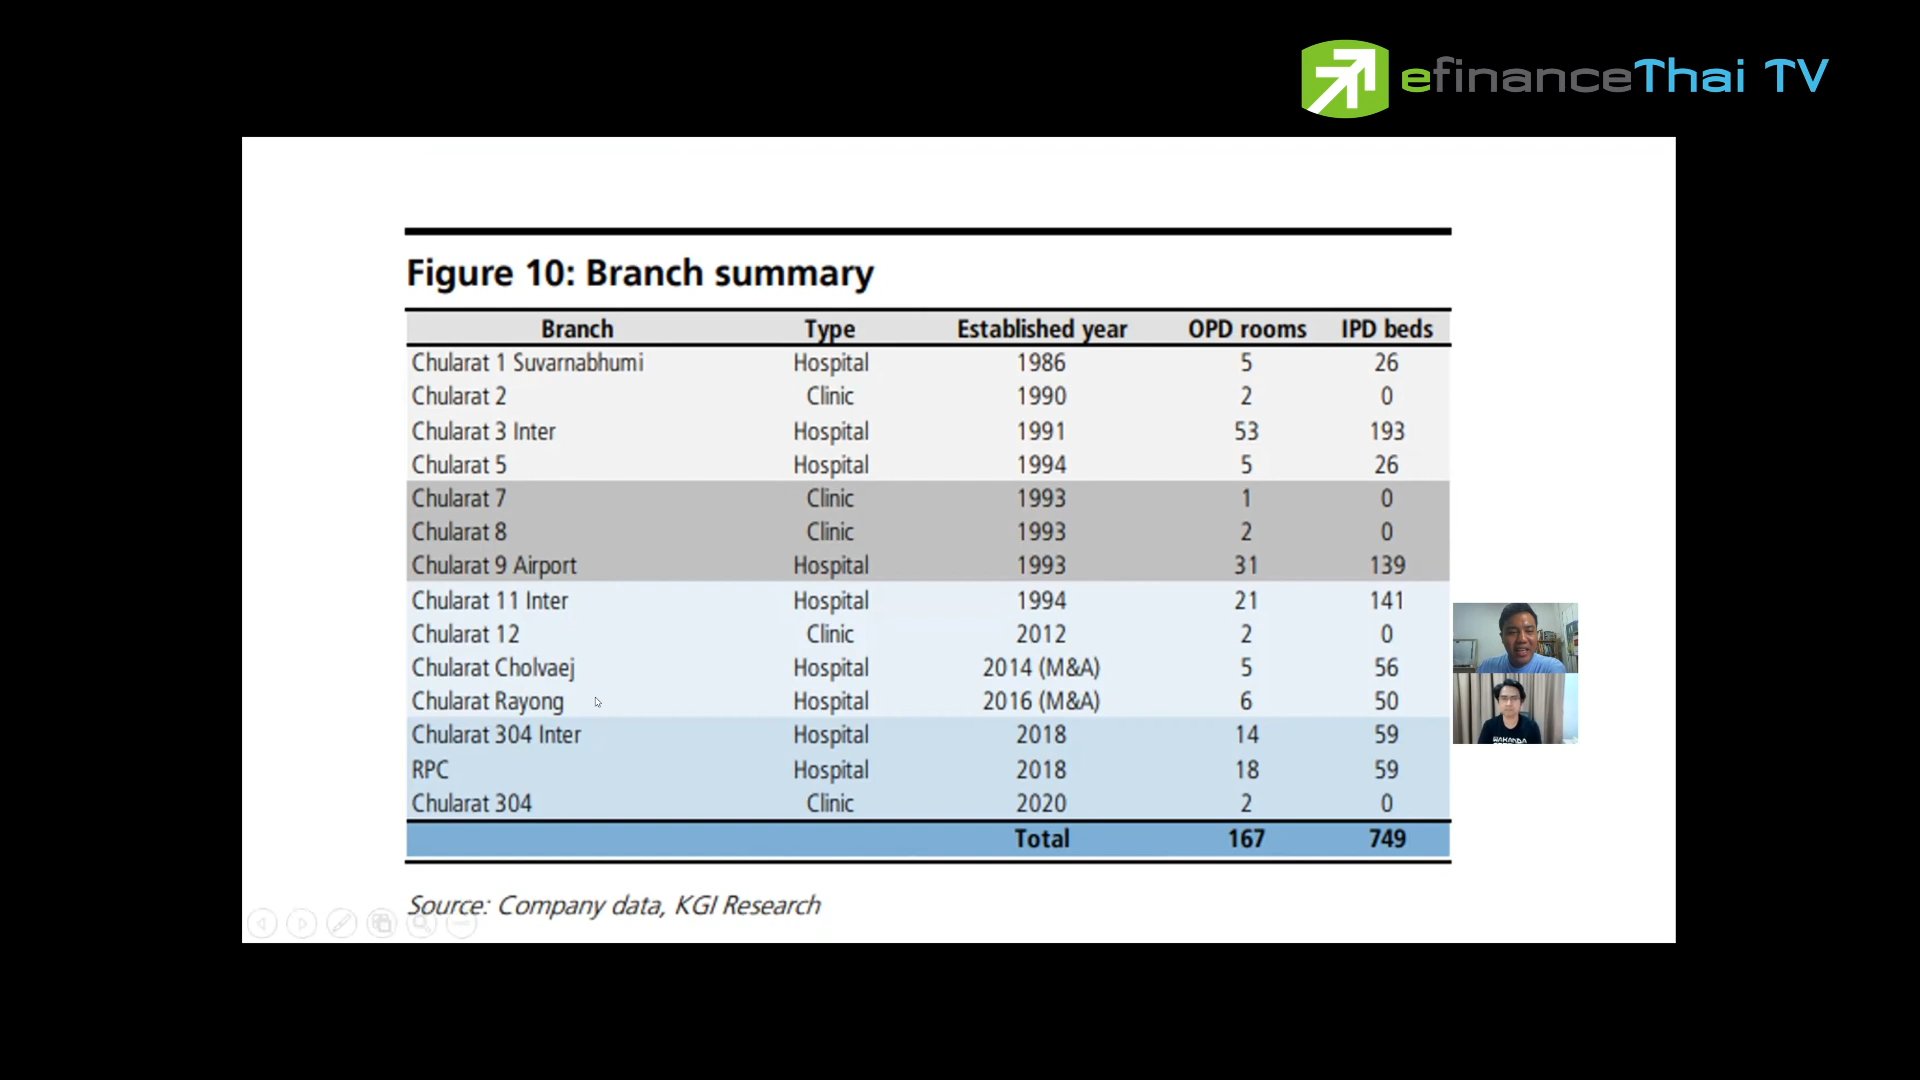 efinanceThai TV
Figure 10: Branch summary
Branch Type Established year OPD rooms IPD beds
Chularat 1 Suvarnabhumi Hospital 1986 5 26
Chularat 2 Clinic 1990 2 0
Chularat 3 Inter Hospital 1991 53 193
Chularat 5 Hospital 1994 5 26
Chularat 7 Clinic 1993 1 0
Chularat 8 Clinic 1993 2 0
Chularat 9 Airport Hospital 1993 31 139
Chularat 11 Inter Hospital 1994 21 141
Chularat 12 Clinic 2012 2 0
Chularat Cholvaej Hospital 2014 (M&A) 5 56
Chularat Rayong Hospital 2016 (M&A) 6 50
Chularat 304 Inter Hospital 2018 14 59
RPC Hospital 2018 18 59
Chularat 304 Clinic 2020 2 0
Total 167 749
Source: Company data, KGI Research
WAKANDA